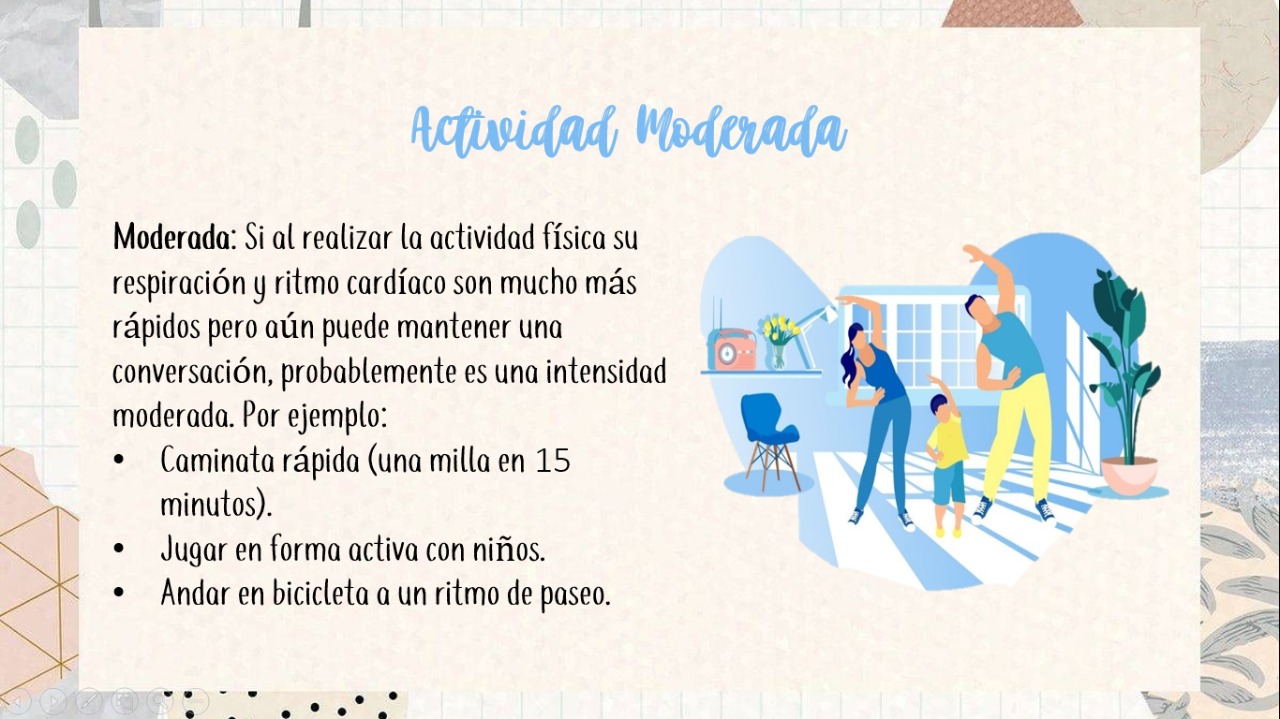 Actividad Moderada
Moderada: Si al realizar la actividad física su
respiración y ritmo cardíaco son mucho más
rápidos pero aún puede mantener una
conversación, probablemente es una intensidad
moderada. Por ejemplo:
• Caminata rápida (una milla en 15
minutos).
• Jugar en forma activa con niños.
• Andar en bicicleta a un ritmo de paseo.